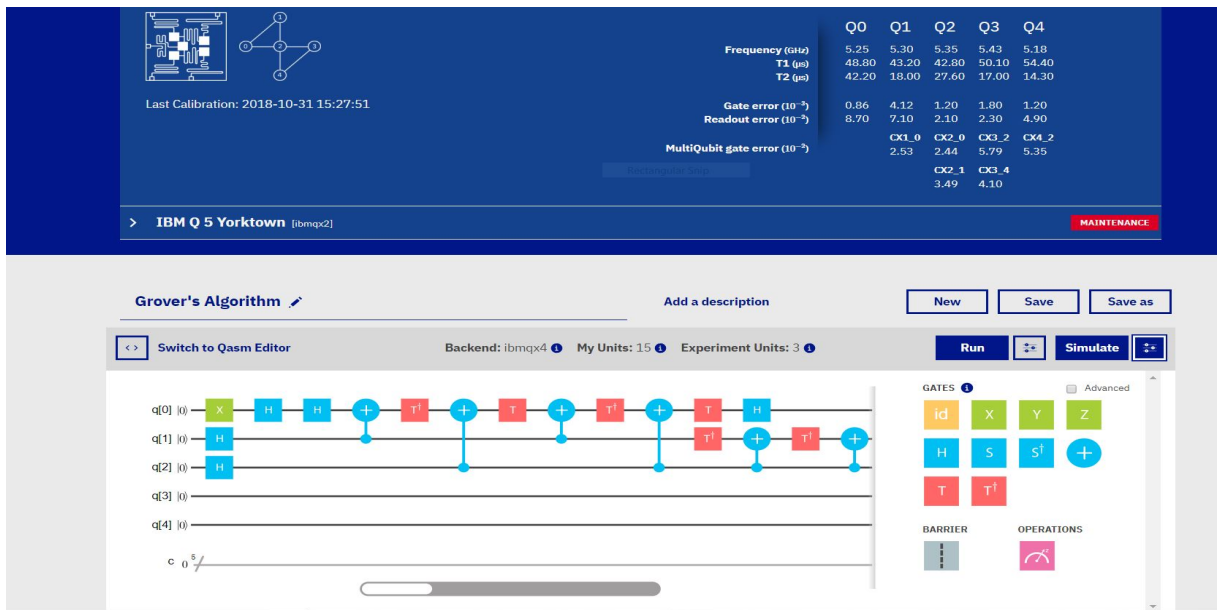 Q0 Q1 Q2 Q3 Q4
Frequency (GHz) 5.25 5.30 5.35 5.43 5.18
T1 (µs) 48.80 43.20 42.80 50.10 54.40
T2 (µs) 42.20 18.00 27.60 17.00 14.30
1
0 2 3
4
Last Calibration: 2018-10-31 15:27:51
Gate error (10⁻³) 0.86 4.12 1.20 1.80 1.20
Readout error (10⁻²) 8.70 7.10 2.10 2.30 4.90
CX1_0 CX2_0 CX3_2 CX4_2
MultiQubit gate error (10⁻²) 2.53 2.44 5.79 5.35
Rectangular Snip
CX2_1 CX3_4
3.49 4.10
> IBM Q 5 Yorktown [ibmqx2] MAINTENANCE
Grover's Algorithm Add a description New Save Save as
<> Switch to Qasm Editor Backend: ibmqx4 i My Units: 15 i Experiment Units: 3 i Run Simulate
GATES i Advanced
q[0] |0⟩ X H H + T† + T + T† + T H
q[1] |0⟩ H T† + T† +
q[2] |0⟩ H
q[3] |0⟩
q[4] |0⟩
c 0 5
id X Y Z
H S S† +
T T†
BARRIER OPERATIONS